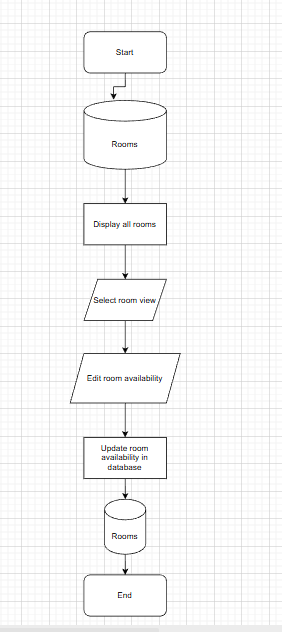 Start
Rooms
Display all rooms
Select room view
Edit room availability
Update room
availability in
database
Rooms
End